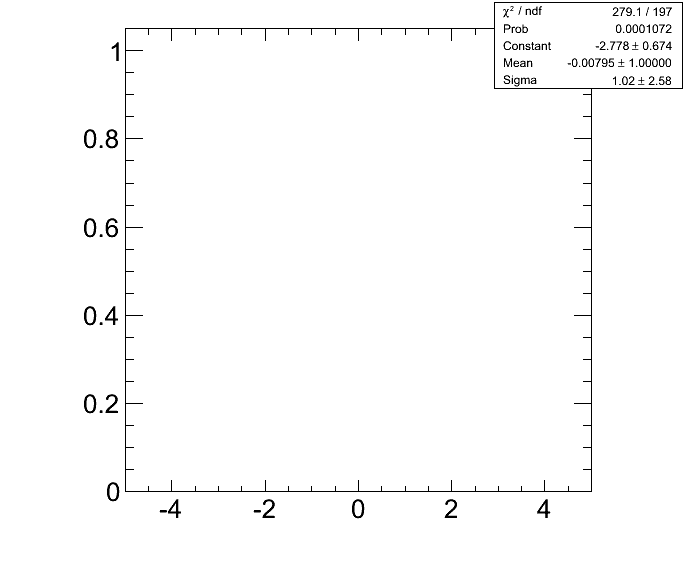 χ² / ndf 279.1 / 197
Prob 0.0001072
Constant -2.778 ± 0.674
Mean -0.00795 ± 1.00000
Sigma 1.02 ± 2.58
1
0.8
0.6
0.4
0.2
0
-4 -2 0 2 4